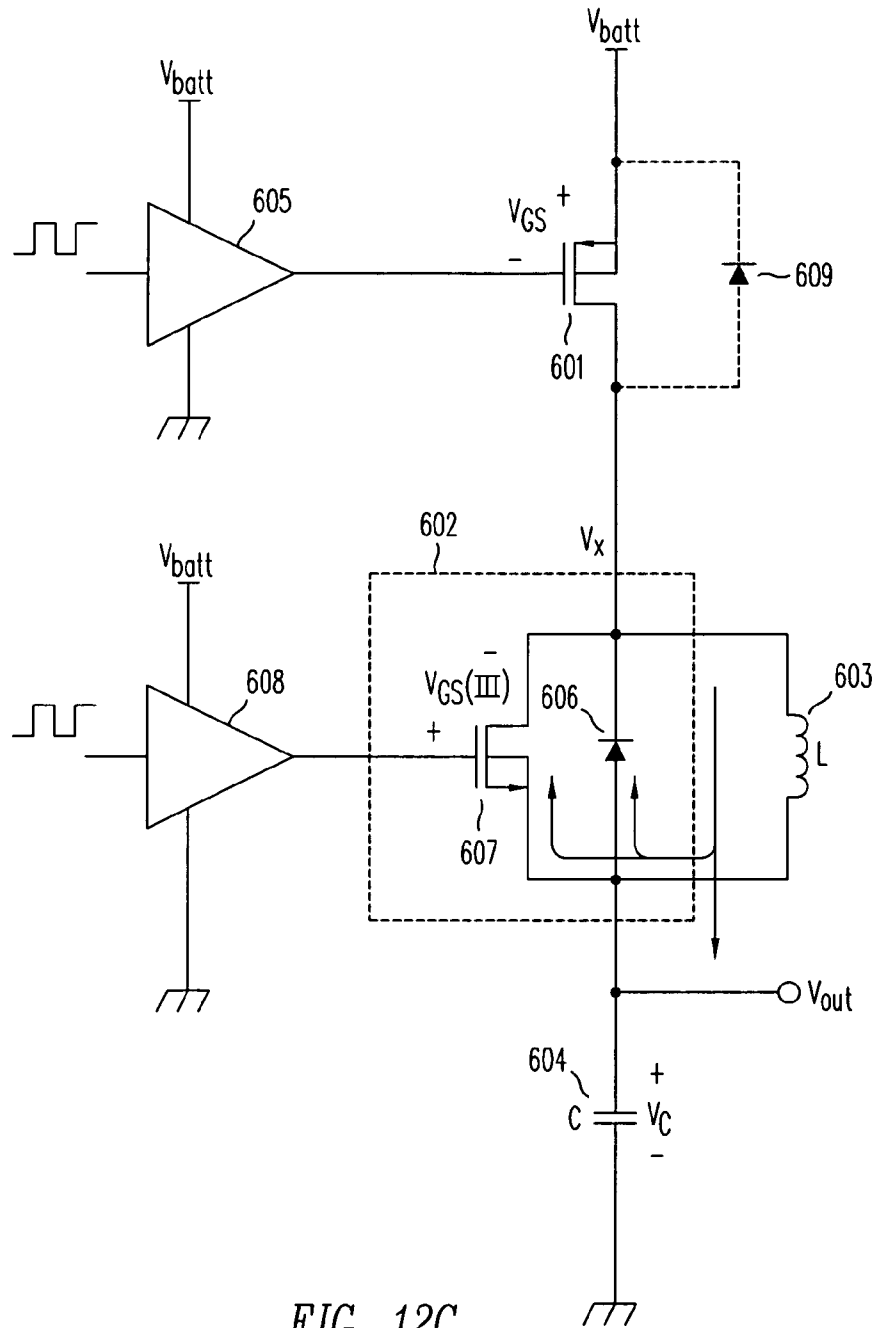 V_batt
V_batt
605
V_GS +
-
601
609
602
V_x
V_batt
-
V_GS(III)
+
606
603
L
608
607
V_out
604
+
C
V_C
-
FIG. 12C